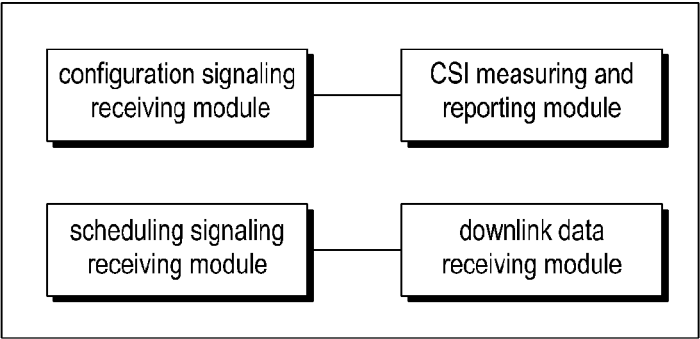 configuration signaling
receiving module
CSI measuring and
reporting module
scheduling signaling
receiving module
downlink data
receiving module